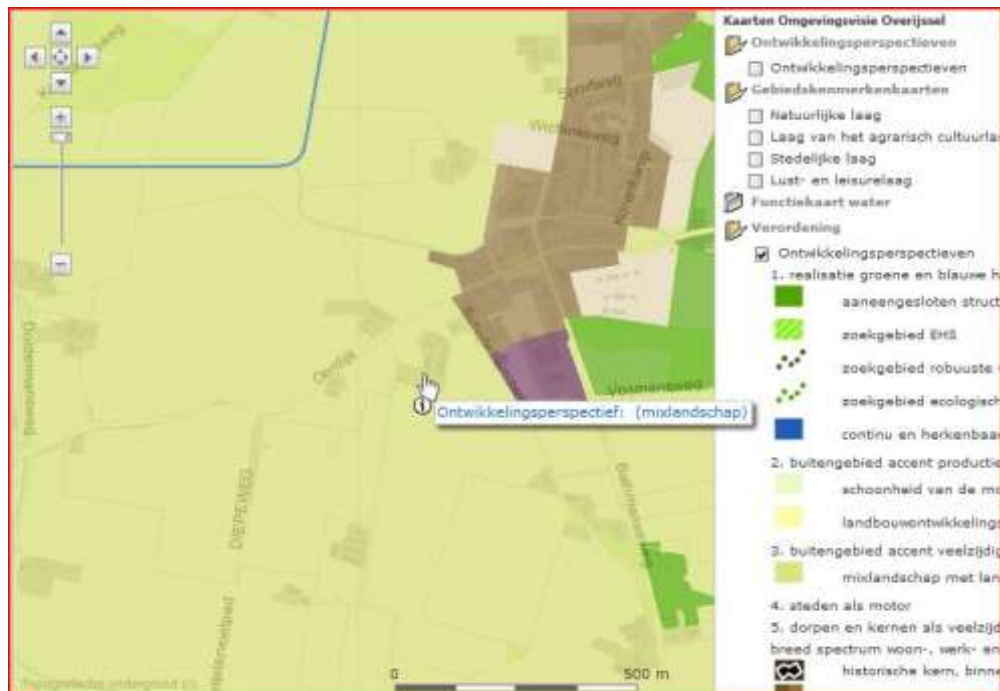 Kaarten Omgevingsvisie Overijssel
Ontwikkelingsperspectieven
Ontwikkelingsperspectieven
Gebiedskenmerkenkaarten
Natuurlijke laag
Laag van het agrarisch cultuurla
Stedelijke laag
Lust- en leisurelaag
Functiekaart water
Verordening
Ontwikkelingsperspectieven
1. realisatie groene en blauwe h
aaneengesloten struct
zoekgebied EHS
zoekgebied robuuste
zoekgebied ecologisch
continu en herkenbaa
2. buitengebied accent productie
schoonheid van de mo
landbouwontwikkelings
3. buitengebied accent veelzijdig
mixlandschap met lan
4. steden als motor
5. dorpen en kernen als veelzijd
breed spectrum woon-, werk- en
historische kern, binne
Ontwikkelingsperspectief: (mixlandschap)
DIEPEWEG
0
500 m